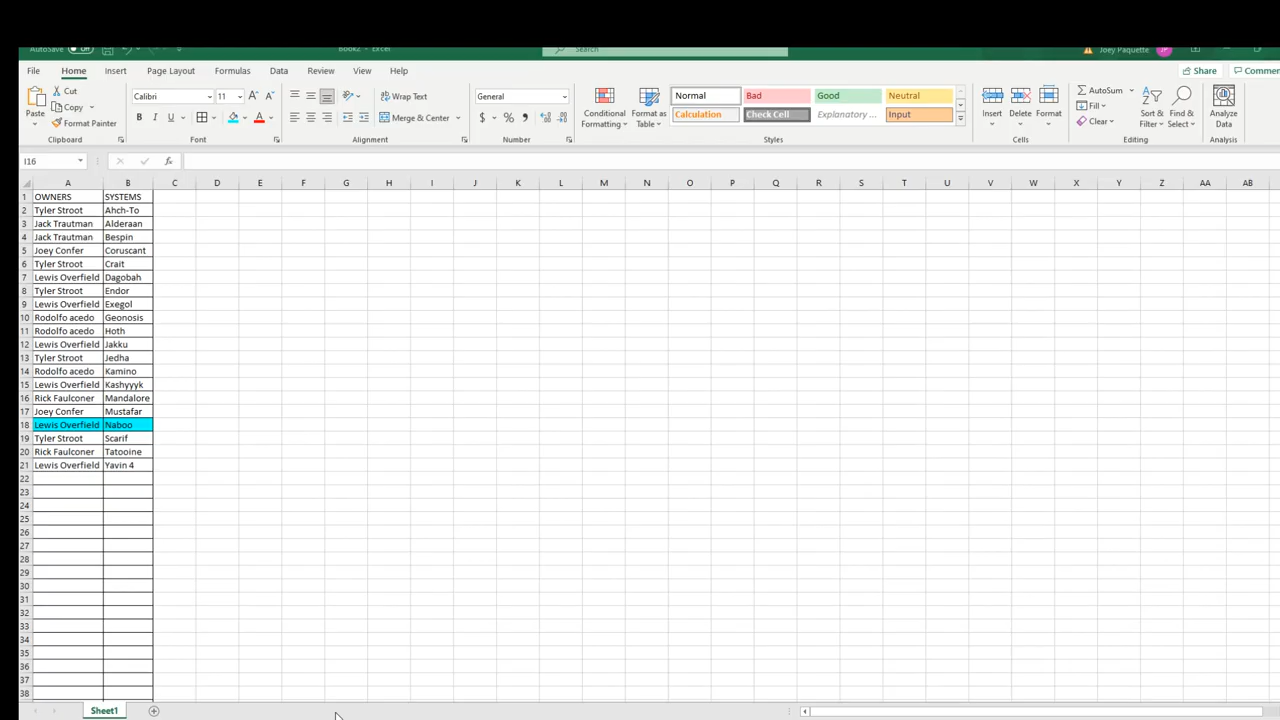 AutoSave Off Book2 - Excel Search Joey Paquette JP
File Home Insert Page Layout Formulas Data Review View Help Share Commen
Paste Cut Calibri 11 A A Wrap Text General Conditional Formatting Format as Table Normal Bad Good Neutral Insert Delete Format AutoSum Sort & Filter Find & Select Analyze Data
Copy B I U Merge & Center $ % , Calculation Check Cell Explanatory ... Input Fill
Format Painter Clear
Clipboard Font Alignment Number Styles Cells Editing Analysis
I16 fx
A B C D E F G H I J K L M N O P Q R S T U V W X Y Z AA AB
1 OWNERS SYSTEMS
2 Tyler Stroot Ahch-To
3 Jack Trautman Alderaan
4 Jack Trautman Bespin
5 Joey Confer Coruscant
6 Tyler Stroot Crait
7 Lewis Overfield Dagobah
8 Tyler Stroot Endor
9 Lewis Overfield Exegol
10 Rodolfo acedo Geonosis
11 Rodolfo acedo Hoth
12 Lewis Overfield Jakku
13 Tyler Stroot Jedha
14 Rodolfo acedo Kamino
15 Lewis Overfield Kashyyyk
16 Rick Faulconer Mandalore
17 Joey Confer Mustafar
18 Lewis Overfield Naboo
19 Tyler Stroot Scarif
20 Rick Faulconer Tatooine
21 Lewis Overfield Yavin 4
22
23
24
25
26
27
28
29
30
31
32
33
34
35
36
37
38
Sheet1